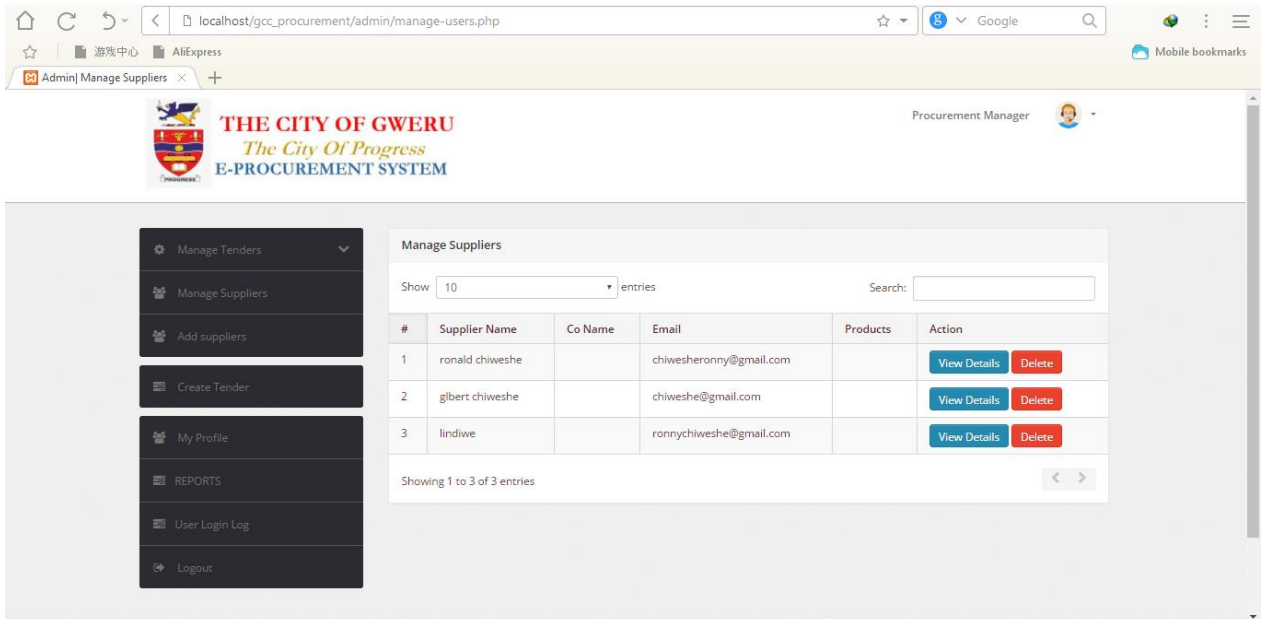 localhost/gcc_procurement/admin/manage-users.php
Google
游戏中心
AliExpress
Mobile bookmarks
Admin| Manage Suppliers
THE CITY OF GWERU
The City Of Progress
E-PROCUREMENT SYSTEM
PROGRESS
Procurement Manager
Manage Tenders
Manage Suppliers
Add suppliers
Create Tender
My Profile
REPORTS
User Login Log
Logout
Manage Suppliers
Show 10 entries Search:
# Supplier Name Co Name Email Products Action
1 ronald chiweshe chiwesheronny@gmail.com View Details Delete
2 glbert chiweshe chiweshe@gmail.com View Details Delete
3 lindiwe ronnychiweshe@gmail.com View Details Delete
Showing 1 to 3 of 3 entries